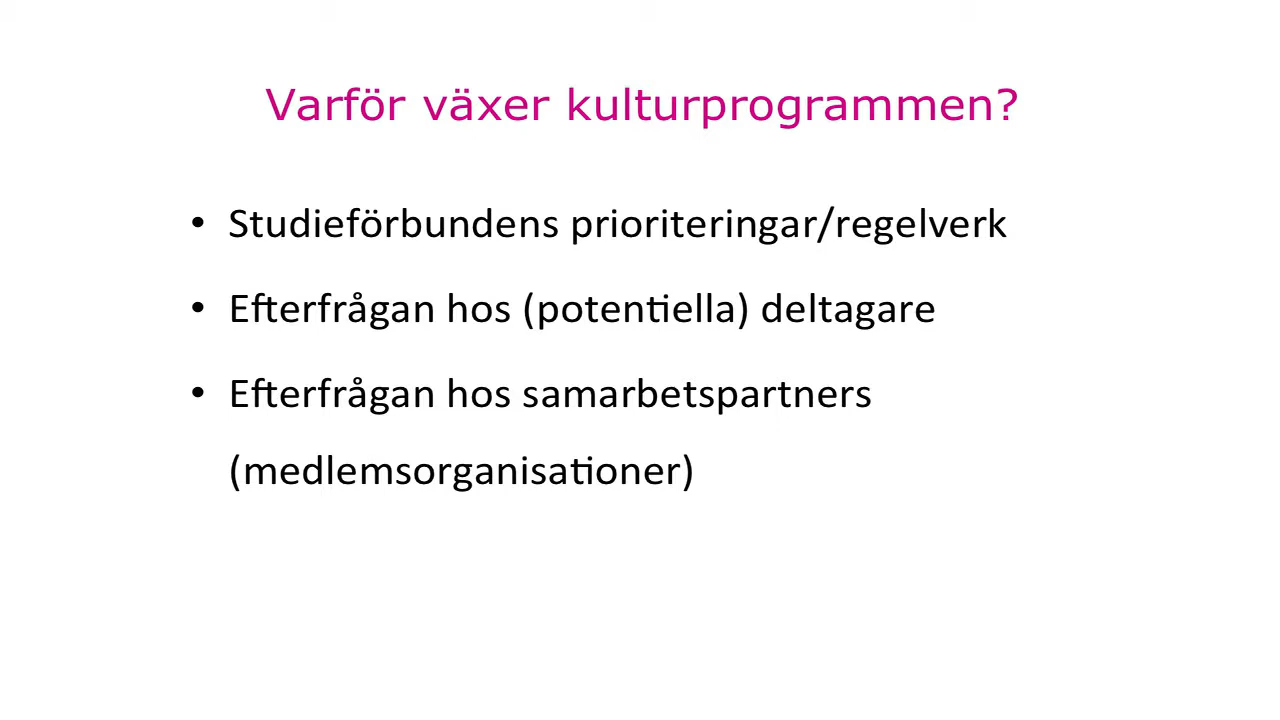 Varför växer kulturprogrammen?
• Studieförbundens prioriteringar/regelverk
• Efterfrågan hos (potentiella) deltagare
• Efterfrågan hos samarbetspartners
(medlemsorganisationer)